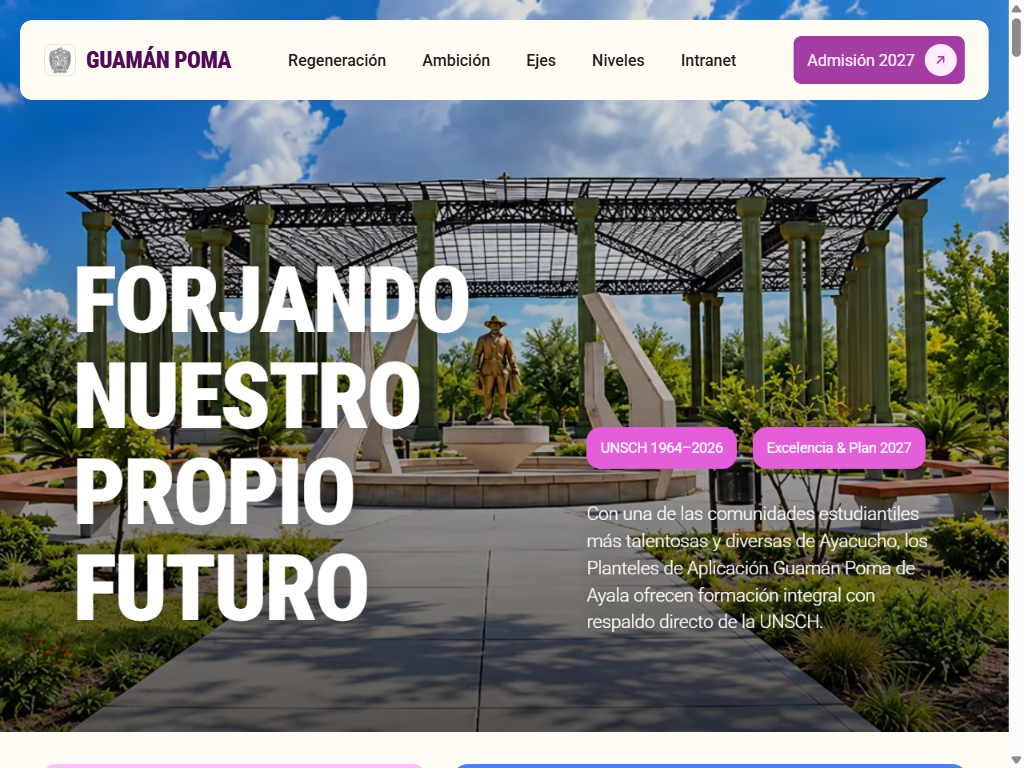 GUAMÁN POMA
Regeneración
Ambición
Ejes
Niveles
Intranet
Admisión 2027
FORJANDO
NUESTRO
PROPIO
FUTURO
UNSCH 1964–2026
Excelencia & Plan 2027
Con una de las comunidades estudiantiles
más talentosas y diversas de Ayacucho, los
Planteles de Aplicación Guamán Poma de
Ayala ofrecen formación integral con
respaldo directo de la UNSCH.